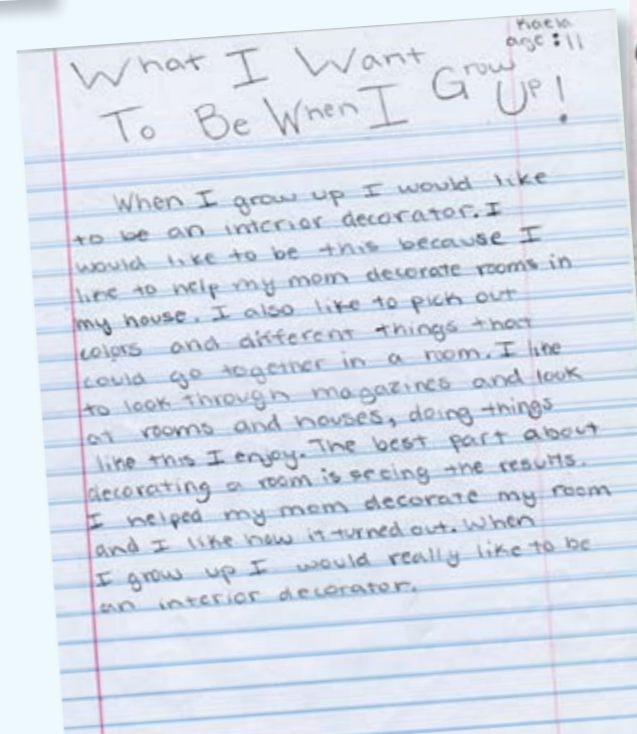 Kaela
age: 11
What I Want
To Be When I Grow Up!
When I grow up I would like
to be an interior decorator. I
would like to be this because I
like to help my mom decorate rooms in
my house. I also like to pick out
colors and different things that
could go together in a room. I like
to look through magazines and look
at rooms and houses, doing things
like this I enjoy. The best part about
decorating a room is seeing the results.
I helped my mom decorate my room
and I like how it turned out. When
I grow up I would really like to be
an interior decorator.